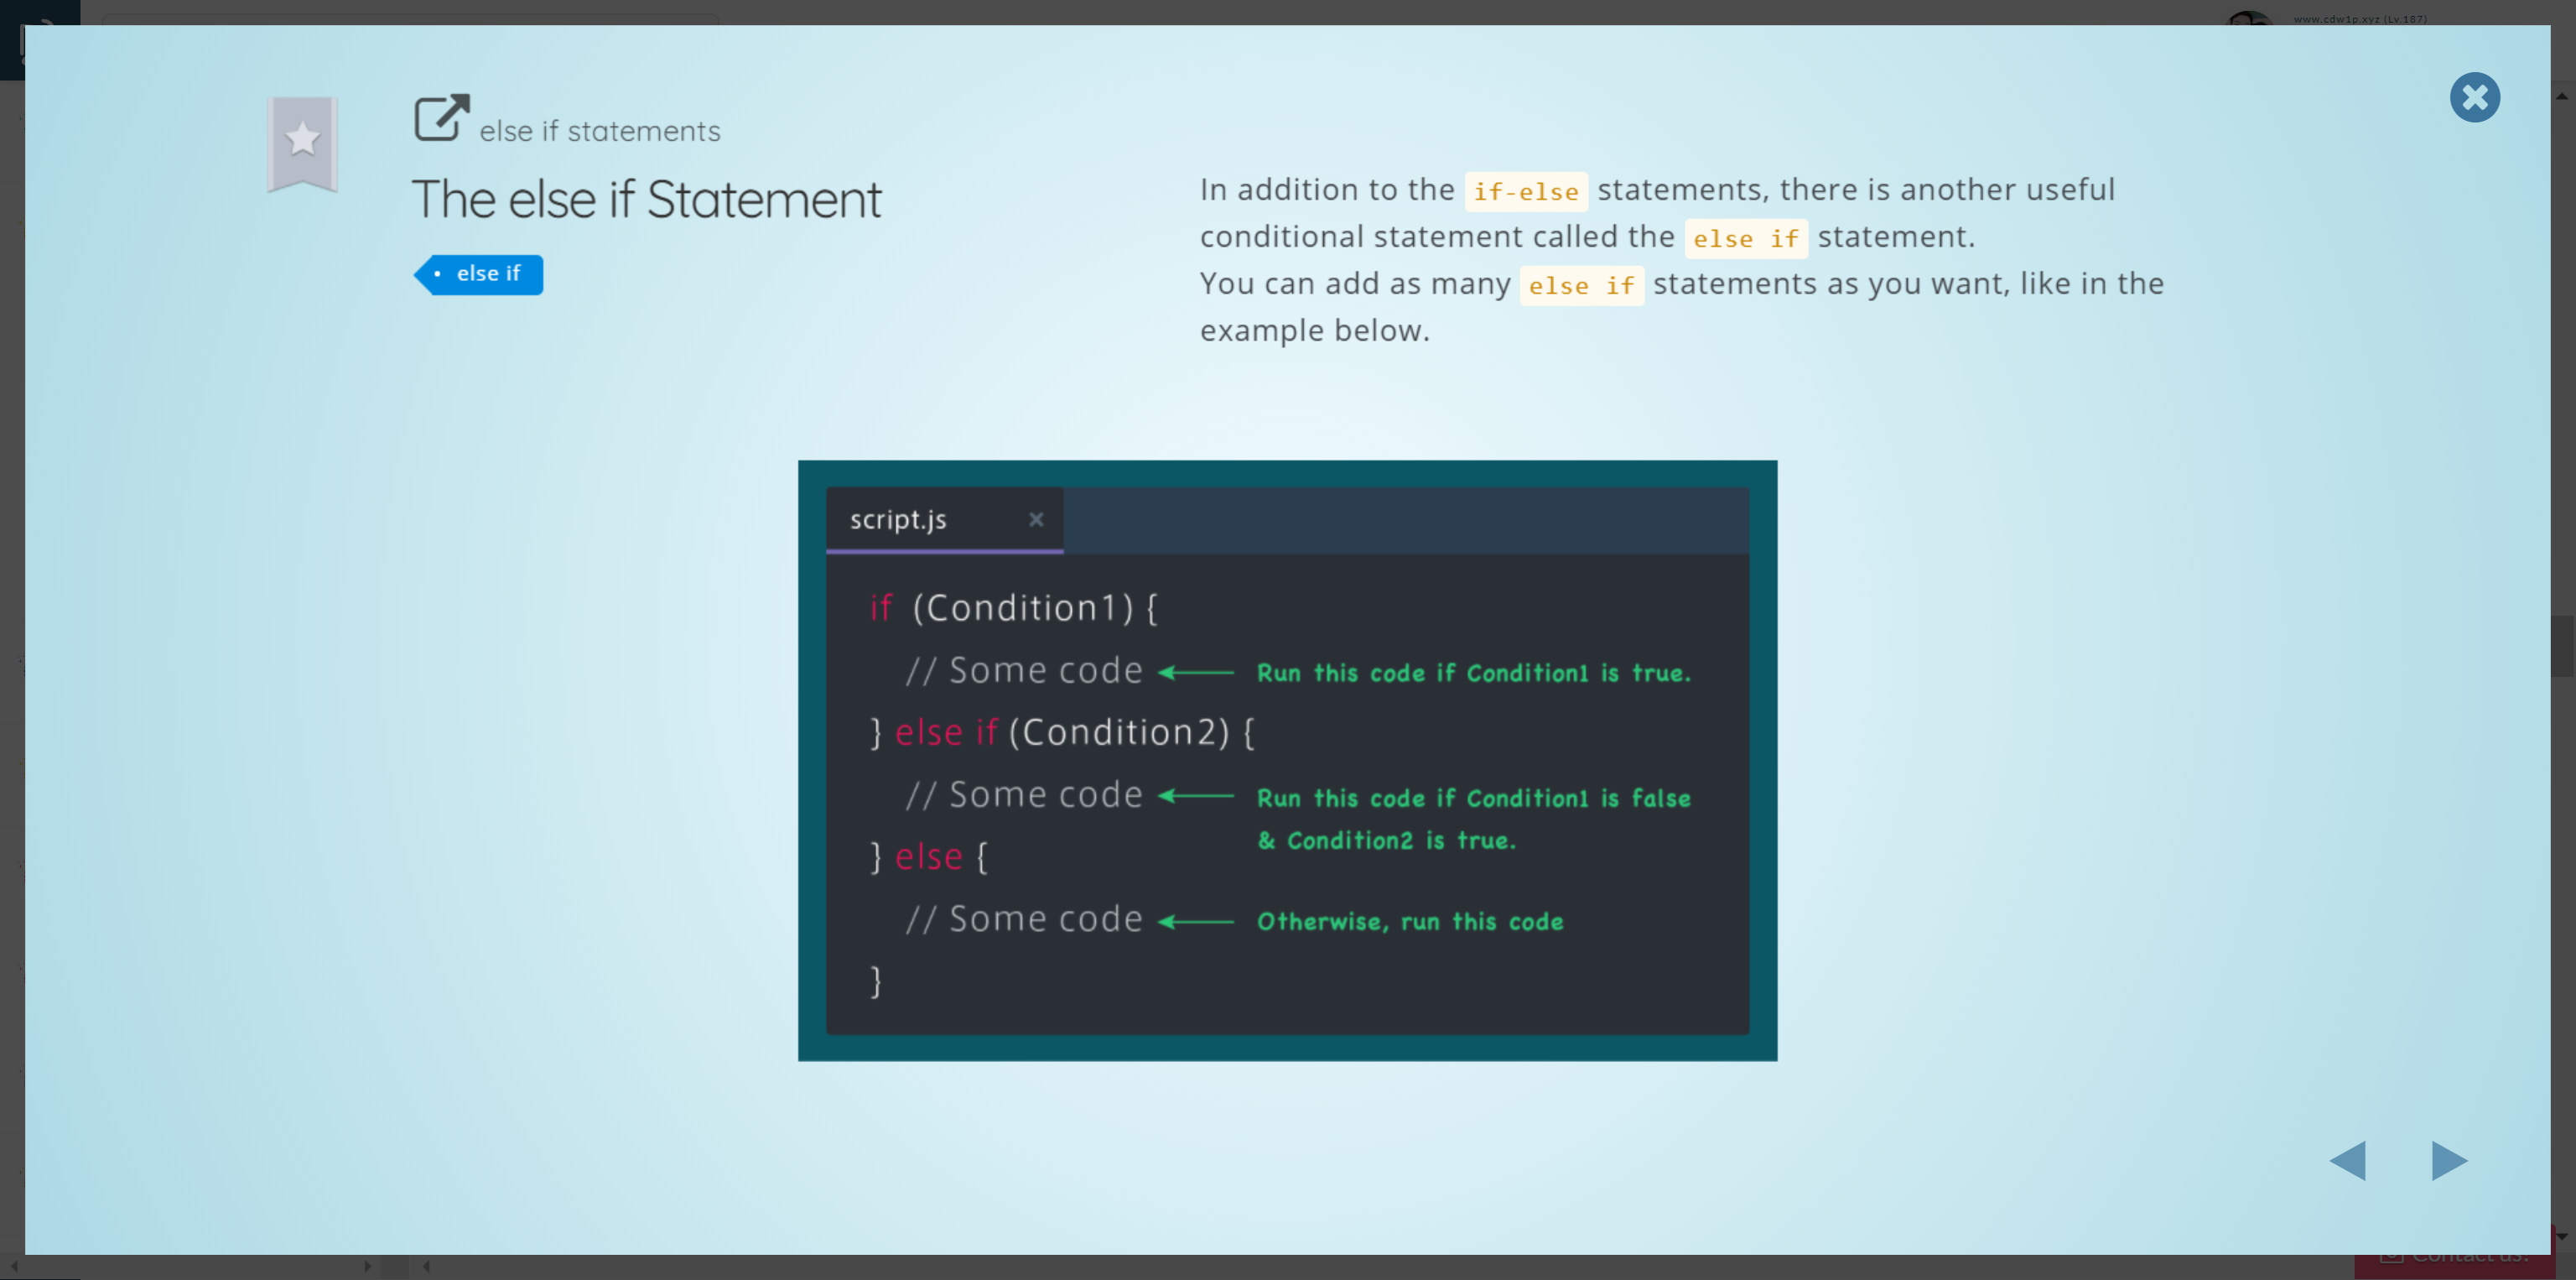 www.cdw1p.xyz (Lv.187)
else if statements
The else if Statement
• else if
In addition to the if-else statements, there is another useful
conditional statement called the else if statement.
You can add as many else if statements as you want, like in the
example below.
script.js ×
if (Condition1) {
// Some code Run this code if Condition1 is true.
} else if (Condition2) {
// Some code Run this code if Condition1 is false
& Condition2 is true.
} else {
// Some code Otherwise, run this code
}
Contact us!